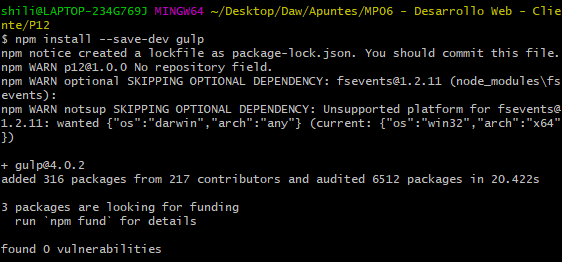 shili@LAPTOP-234G769J MINGW64 ~/Desktop/Daw/Apuntes/MP06 - Desarrollo Web - Clie
nte/P12
$ npm install --save-dev gulp
npm notice created a lockfile as package-lock.json. You should commit this file.
npm WARN p12@1.0.0 No repository field.
npm WARN optional SKIPPING OPTIONAL DEPENDENCY: fsevents@1.2.11 (node_modules\fs
events):
npm WARN notsup SKIPPING OPTIONAL DEPENDENCY: Unsupported platform for fsevents@
1.2.11: wanted {"os":"darwin","arch":"any"} (current: {"os":"win32","arch":"x64"
})
+ gulp@4.0.2
added 316 packages from 217 contributors and audited 6512 packages in 20.422s
3 packages are looking for funding
run `npm fund` for details
found 0 vulnerabilities